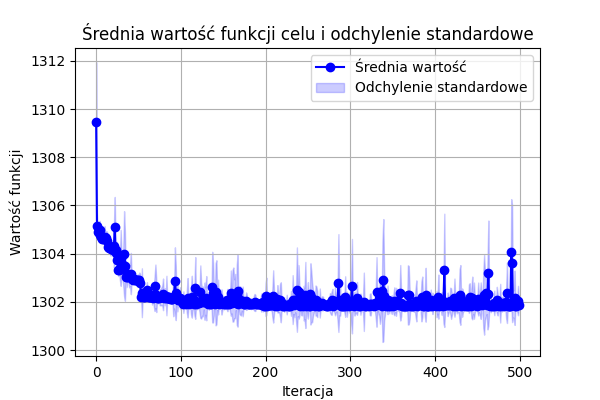 Średnia wartość funkcji celu i odchylenie standardowe
Średnia wartość
Odchylenie standardowe
Wartość funkcji
1312
1310
1308
1306
1304
1302
1300
0 100 200 300 400 500
Iteracja